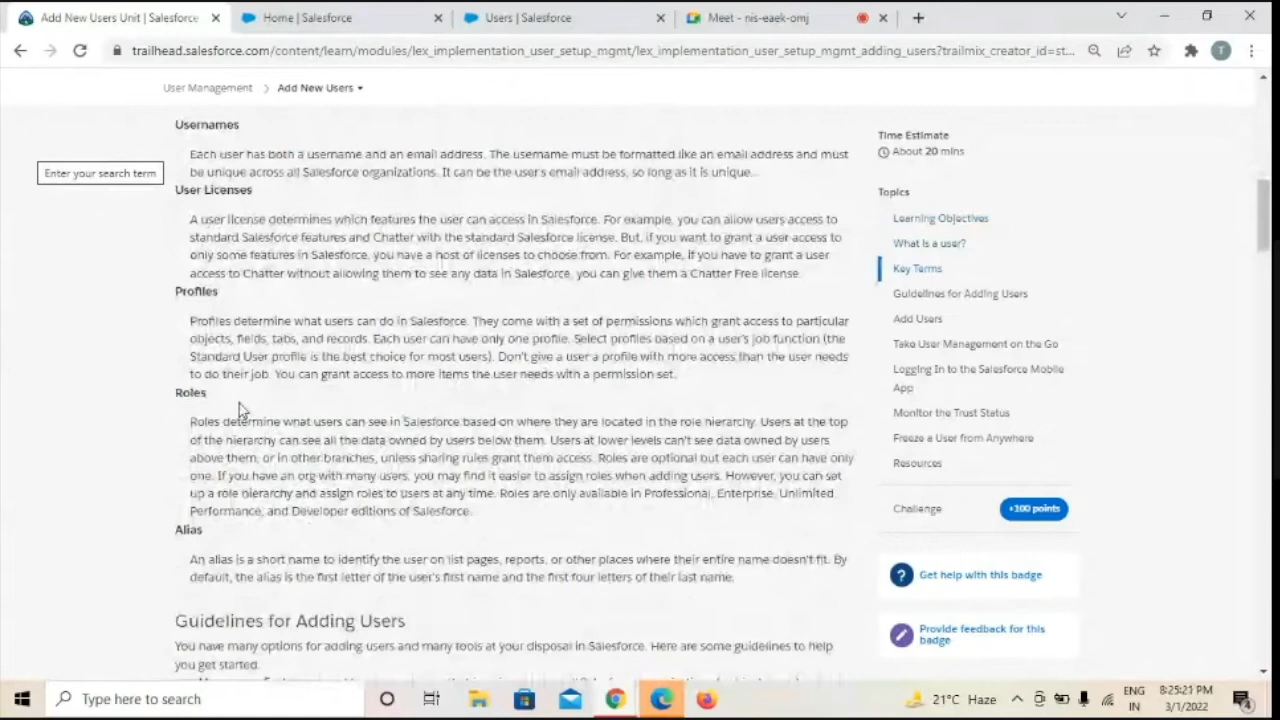 Add New Users Unit | Salesforce
Home | Salesforce
Users | Salesforce
Meet - nis-eaek-omj
trailhead.salesforce.com/content/learn/modules/lex_implementation_user_setup_mgmt/lex_implementation_user_setup_mgmt_adding_users?trailmix_creator_id=st...
T
User Management > Add New Users
Enter your search term
Usernames
Each user has both a username and an email address. The username must be formatted like an email address and must
be unique across all Salesforce organizations. It can be the user's email address, so long as it is unique...
User Licenses
A user license determines which features the user can access in Salesforce. For example, you can allow users access to
standard Salesforce features and Chatter with the standard Salesforce license. But, if you want to grant a user access to
only some features in Salesforce, you have a host of licenses to choose from. For example, if you have to grant a user
access to Chatter without allowing them to see any data in Salesforce, you can give them a Chatter Free license.
Profiles
Profiles determine what users can do in Salesforce. They come with a set of permissions which grant access to particular
objects, fields, tabs, and records. Each user can have only one profile. Select profiles based on a user's job function (the
Standard User profile is the best choice for most users). Don't give a user a profile with more access than the user needs
to do their job. You can grant access to more items the user needs with a permission set.
Roles
Roles determine what users can see in Salesforce based on where they are located in the role hierarchy. Users at the top
of the hierarchy can see all the data owned by users below them. Users at lower levels can't see data owned by users
above them, or in other branches, unless sharing rules grant them access. Roles are optional but each user can have only
one. If you have an org with many users, you may find it easier to assign roles when adding users. However, you can set
up a role hierarchy and assign roles to users at any time. Roles are only available in Professional, Enterprise, Unlimited,
Performance, and Developer editions of Salesforce.
Alias
An alias is a short name to identify the user on list pages, reports, or other places where their entire name doesn't fit. By
default, the alias is the first letter of the user's first name and the first four letters of their last name.
Guidelines for Adding Users
You have many options for adding users and many tools at your disposal in Salesforce. Here are some guidelines to help
you get started.
Time Estimate
About 20 mins
Topics
Learning Objectives
What Is a user?
Key Terms
Guidelines for Adding Users
Add Users
Take User Management on the Go
Logging In to the Salesforce Mobile
App
Monitor the Trust Status
Freeze a User from Anywhere
Resources
Challenge
+100 points
Get help with this badge
Provide feedback for this
badge
Type here to search
21°C Haze
ENG
IN
8:25:21 PM
3/1/2022
4